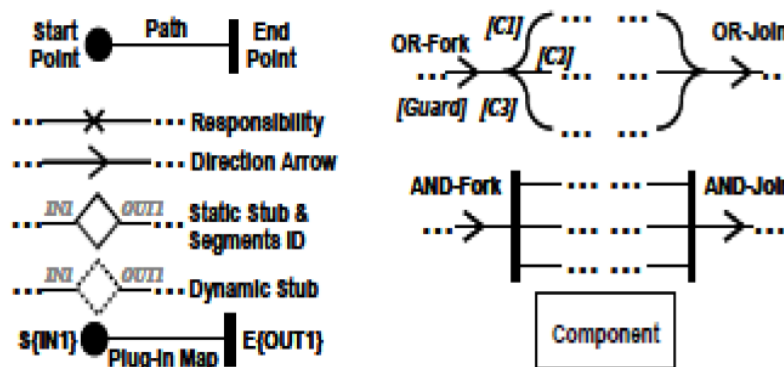 Start Point
Path
End Point
... Responsibility
... Direction Arrow
IN1 OUT1
... Static Stub & Segments ID
IN1 OUT1
... Dynamic Stub
S{IN1} E{OUT1}
Plug-in Map
OR-Fork
[C1]
[C2]
[Guard] [C3]
OR-Join
AND-Fork
AND-Join
Component